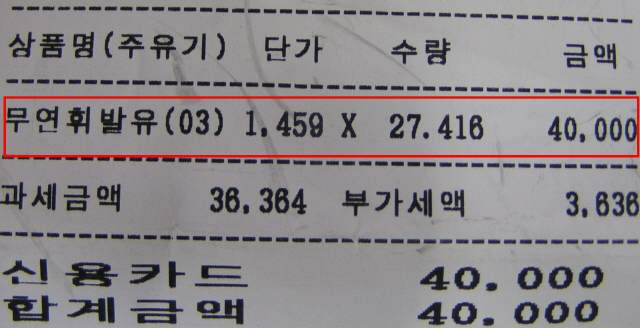 상품명(주유기) 단가 수량 금액
무연휘발유(03) 1,459 X 27.416 40,000
과세금액 36,364 부가세액 3,636
신용카드 40,000
합계금액 40,000